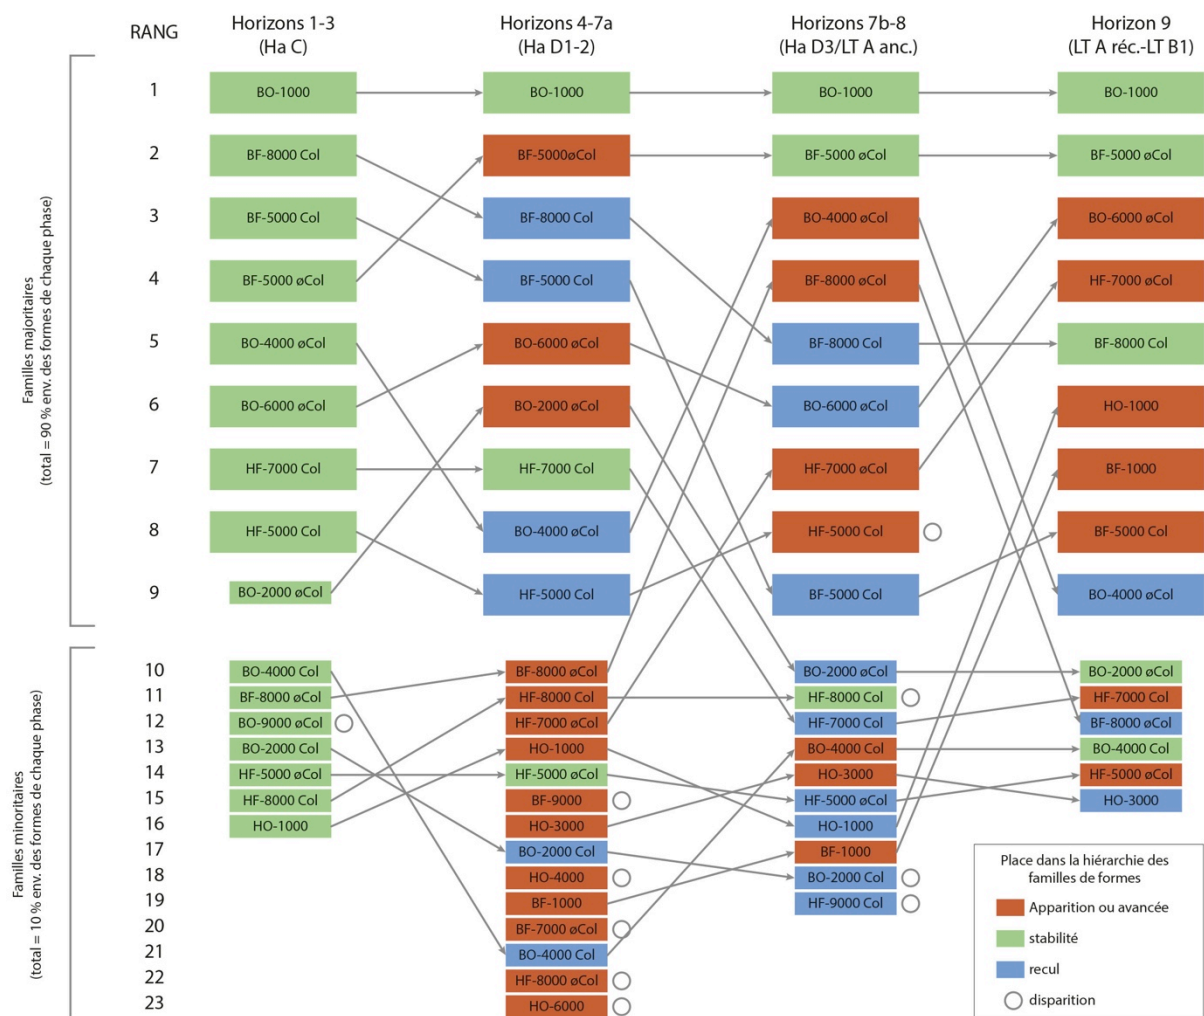 RANG
Horizons 1-3
(Ha C)
Horizons 4-7a
(Ha D1-2)
Horizons 7b-8
(Ha D3/LT A anc.)
Horizon 9
(LT A réc.-LT B1)
Familles majoritaires
(total = 90 % env. des formes de chaque phase)
1 BO-1000 BO-1000 BO-1000 BO-1000
2 BF-8000 Col BF-5000øCol BF-5000 øCol BF-5000 øCol
3 BF-5000 Col BF-8000 Col BO-4000 øCol BO-6000 øCol
4 BF-5000 øCol BF-5000 Col BF-8000 øCol HF-7000 øCol
5 BO-4000 øCol BO-6000 øCol BF-8000 Col BF-8000 Col
6 BO-6000 øCol BO-2000 øCol BO-6000 øCol HO-1000
7 HF-7000 Col HF-7000 Col HF-7000 øCol BF-1000
8 HF-5000 Col BO-4000 øCol HF-5000 Col BF-5000 Col
9 BO-2000 øCol HF-5000 Col BF-5000 Col BO-4000 øCol
Familles minoritaires
(total = 10 % env. des formes de chaque phase)
10 BO-4000 Col BF-8000 øCol BO-2000 øCol BO-2000 øCol
11 BF-8000 øCol HF-8000 Col HF-8000 Col HF-7000 Col
12 BO-9000 øCol HF-7000 øCol HF-7000 Col BF-8000 øCol
13 BO-2000 Col HO-1000 BO-4000 Col BO-4000 Col
14 HF-5000 øCol HF-5000 øCol HO-3000 HF-5000 øCol
15 HF-8000 Col BF-9000 HF-5000 øCol HO-3000
16 HO-1000 HO-3000 HO-1000
17 BO-2000 Col BF-1000
18 HO-4000 BO-2000 Col
19 BF-1000 HF-9000 Col
20 BF-7000 øCol
21 BO-4000 Col
22 HF-8000 øCol
23 HO-6000
Place dans la hiérarchie des
familles de formes
Apparition ou avancée
stabilité
recul
disparition